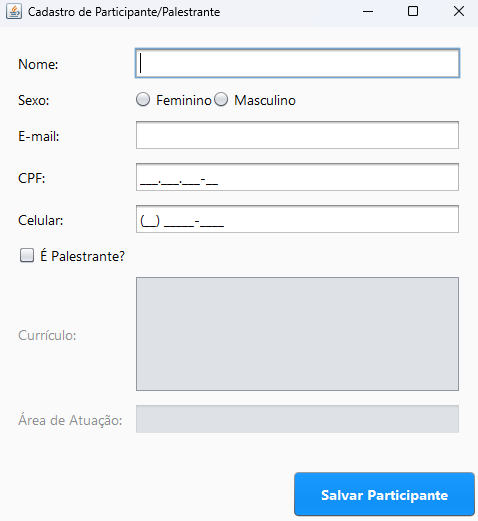 Cadastro de Participante/Palestrante
Nome:
Sexo: Feminino Masculino
E-mail:
CPF: ___.___.___-__
Celular: (__) _____-____
É Palestrante?
Currículo:
Área de Atuação:
Salvar Participante